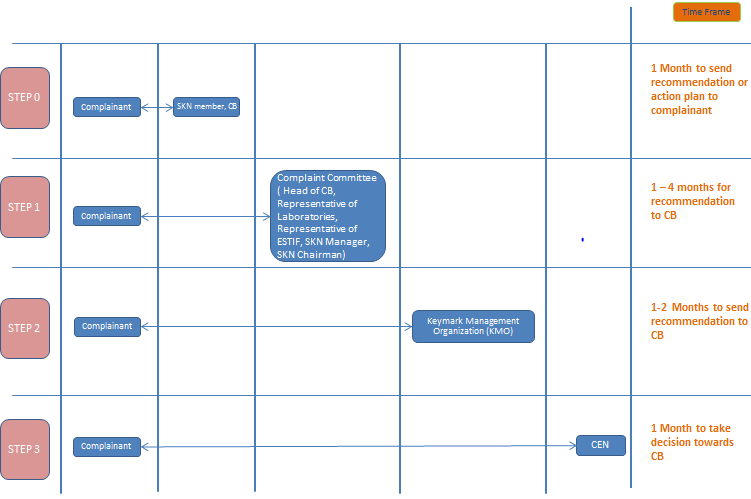 Time Frame
STEP 0
Complainant
SKN member, CB
1 Month to send
recommendation or
action plan to
complainant
STEP 1
Complainant
Complaint Committee
( Head of CB,
Representative of
Laboratories,
Representative of
ESTIF, SKN Manager,
SKN Chairman)
1 – 4 months for
recommendation
to CB
STEP 2
Complainant
Keymark Management
Organization (KMO)
1-2 Months to send
recommendation to
CB
STEP 3
Complainant
CEN
1 Month to take
decision towards
CB